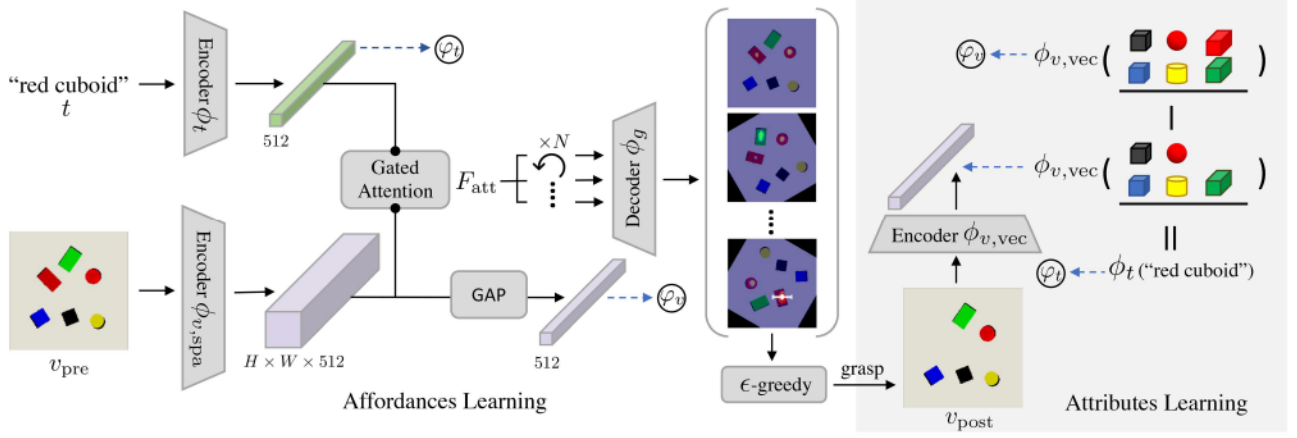 “red cuboid”
t
Encoder ϕt
512
φt
Gated
Attention
Fatt
×N
Decoder ϕg
vpre
Encoder ϕv,spa
H × W × 512
GAP
512
φv
Affordances Learning
ϵ-greedy
grasp
φv
ϕv,vec (
)
ϕv,vec (
)
Encoder ϕv,vec
φt
ϕt (“red cuboid”)
vpost
Attributes Learning